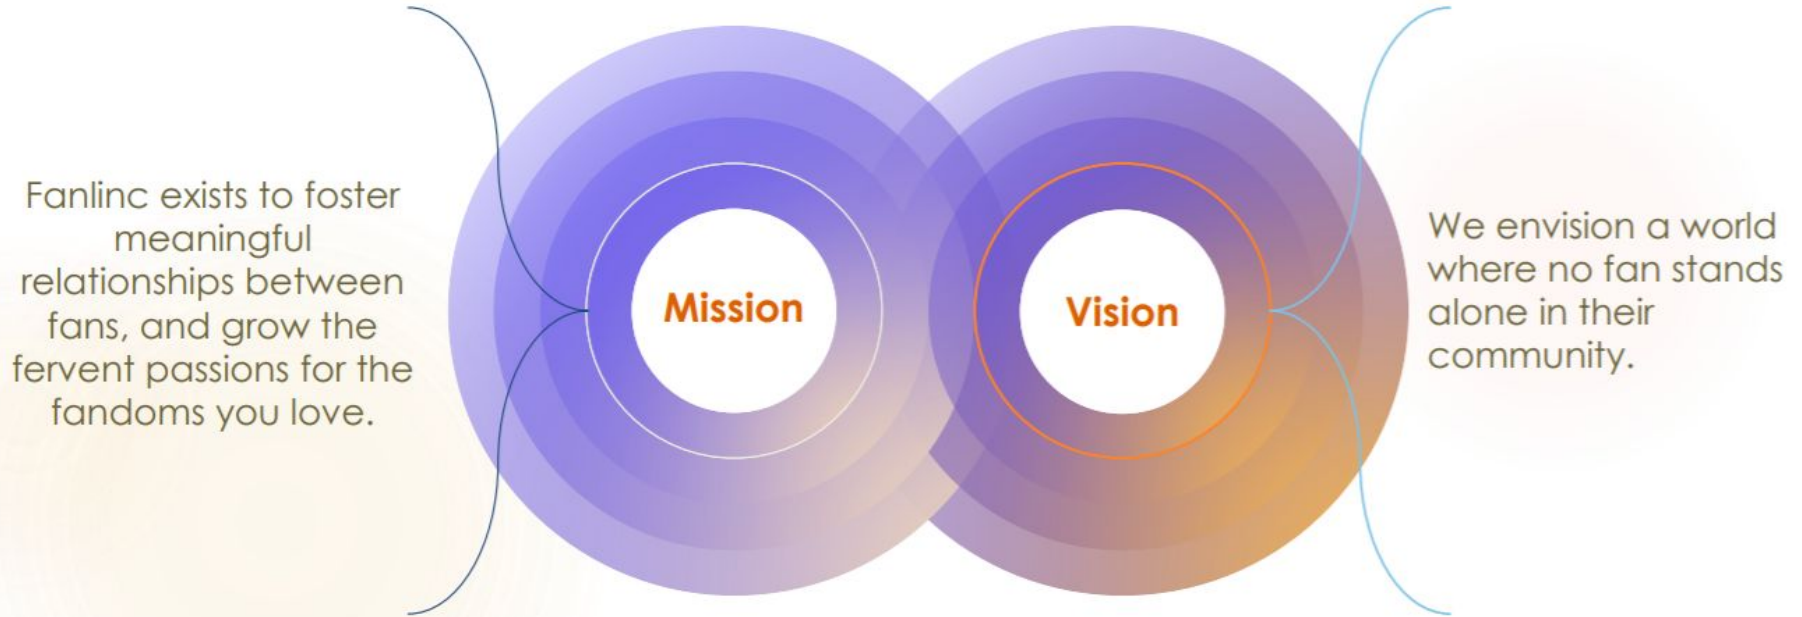 Fanlinc exists to foster
meaningful
relationships between
fans, and grow the
fervent passions for the
fandoms you love.
Mission
Vision
We envision a world
where no fan stands
alone in their
community.